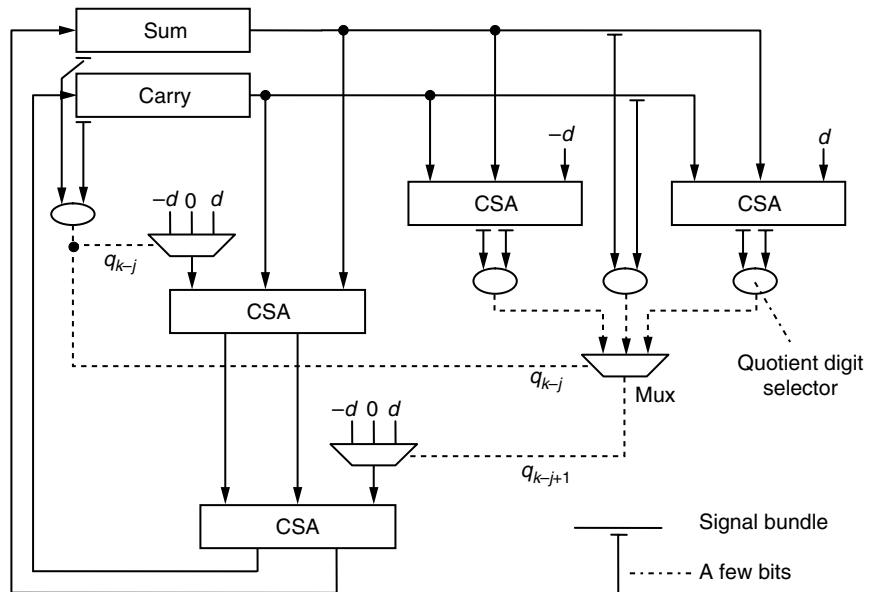 Sum
Carry
–d
d
CSA
CSA
–d 0 d
q_{k–j}
CSA
Quotient digit
selector
q_{k–j}
Mux
–d 0 d
q_{k–j+1}
CSA
Signal bundle
A few bits